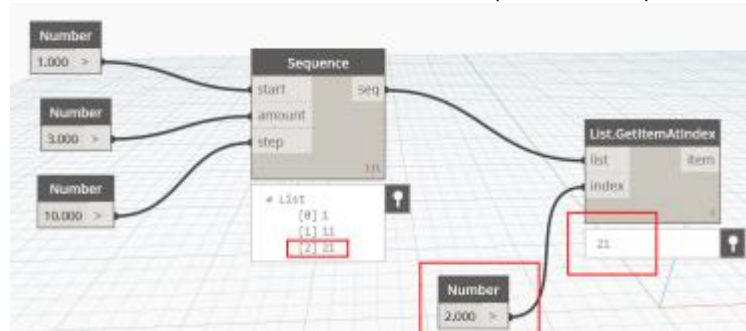 Number
1.000 >
Number
3.000 >
Number
10.000 >
Sequence
start seq
amount
step
List
[0] 1
[1] 11
[2] 21
List.GetItemAtIndex
list item
index
21
Number
2.000 >